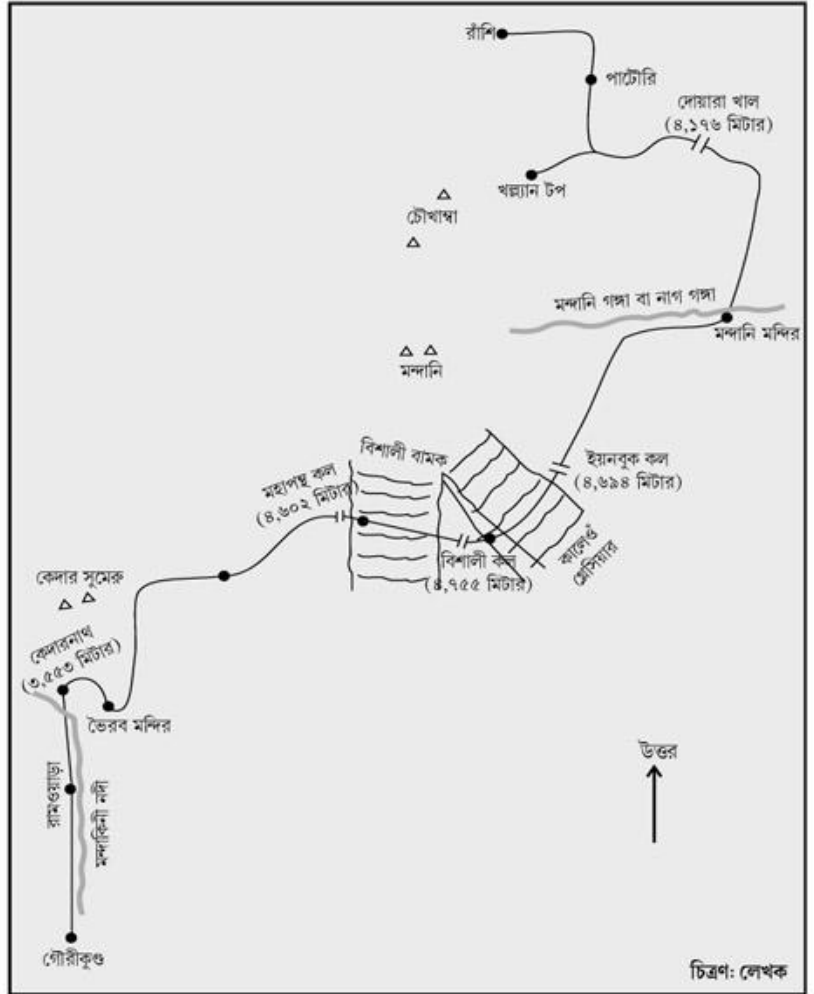 রাঁশি
পাটৌরি
দোয়ারা খাল
(৪,১৭৬ মিটার)
খল্ল্যান টপ
চৌখাম্বা
মন্দানি গঙ্গা বা নাগ গঙ্গা
মন্দানি মন্দির
মন্দানি
বিশালী বামক
ইয়নবুক কল
(৪,৬৯৪ মিটার)
মহাপন্থ কল
(৪,৬০২ মিটার)
কালেওঁ
গ্লেসিয়ার
বিশালী কল
(৪,৭৫৫ মিটার)
কেদার সুমেরু
কেদারনাথ
(৩,৫৫৩ মিটার)
ভৈরব মন্দির
উত্তর
রামওয়াড়া
মন্দাকিনী নদী
গৌরীকুণ্ড
চিত্রণ: লেখক